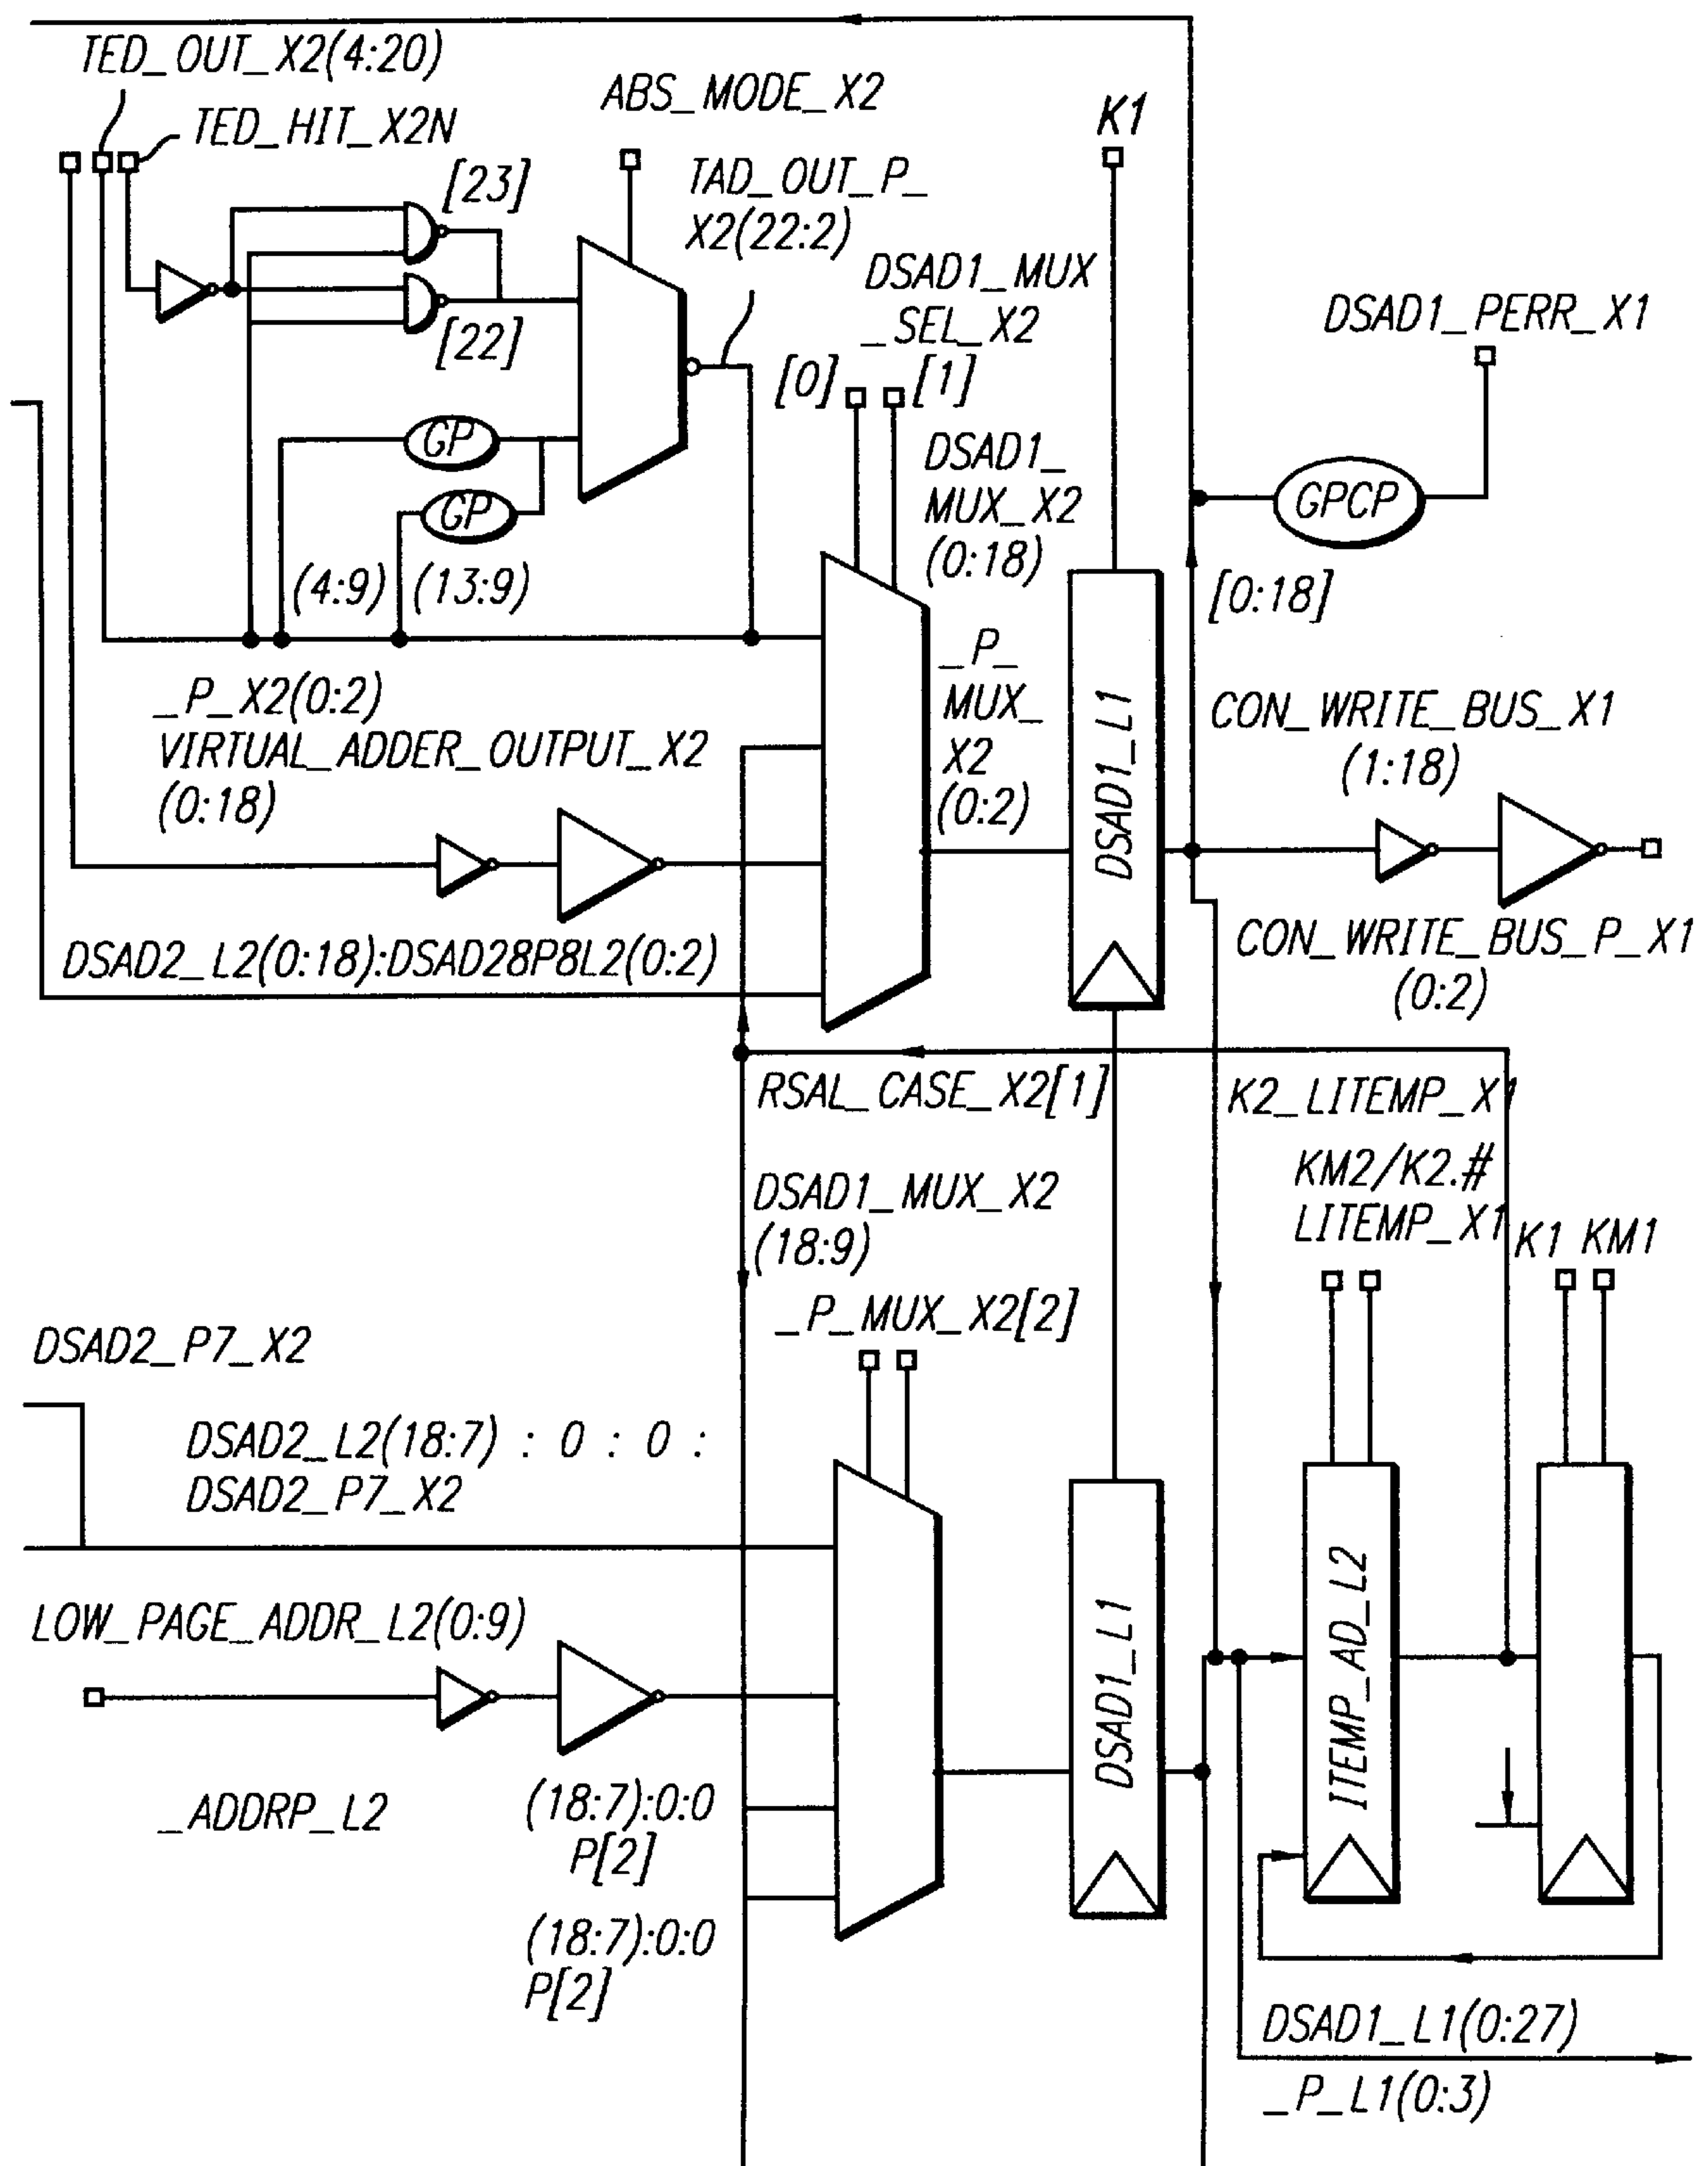 TED_OUT_X2(4:20)
ABS_MODE_X2
K1
TED_HIT_X2N
[23]
TAD_OUT_P_
X2(22:2)
DSAD1_MUX
_SEL_X2
[22]
[0]
[1]
DSAD1_PERR_X1
GP
GP
DSAD1_
MUX_X2
(0:18)
GPCP
(4:9)
(13:9)
[0:18]
_P_X2(0:2)
VIRTUAL_ADDER_OUTPUT_X2
(0:18)
_P_
MUX_
X2
(0:2)
DSAD1_L1
CON_WRITE_BUS_X1
(1:18)
DSAD2_L2(0:18):DSAD28P8L2(0:2)
CON_WRITE_BUS_P_X1
(0:2)
RSAL_CASE_X2[1]
K2_LITEMP_X1
DSAD1_MUX_X2
(18:9)
KM2/K2.#
LITEMP_X1
K1 KM1
_P_MUX_X2[2]
DSAD2_P7_X2
DSAD2_L2(18:7) : 0 : 0 :
DSAD2_P7_X2
LOW_PAGE_ADDR_L2(0:9)
DSAD1_L1
ITEMP_AD_L2
_ADDRP_L2
(18:7):0:0
P[2]
(18:7):0:0
P[2]
DSAD1_L1(0:27)
_P_L1(0:3)